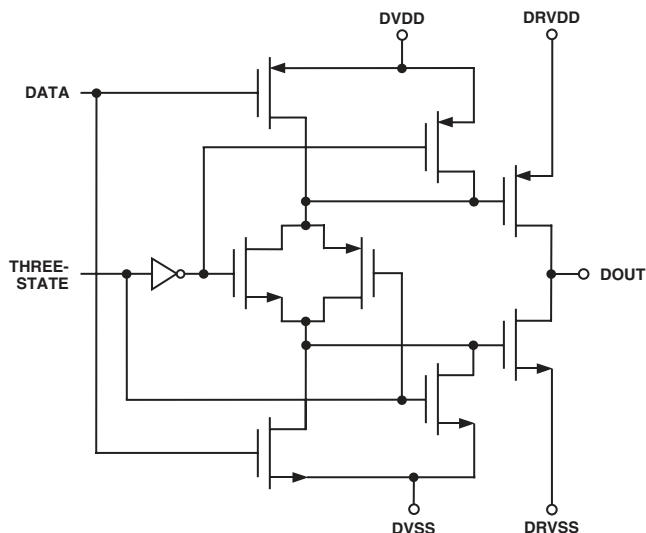 DVDD
DRVDD
DATA
THREE-
STATE
DOUT
DVSS
DRVSS